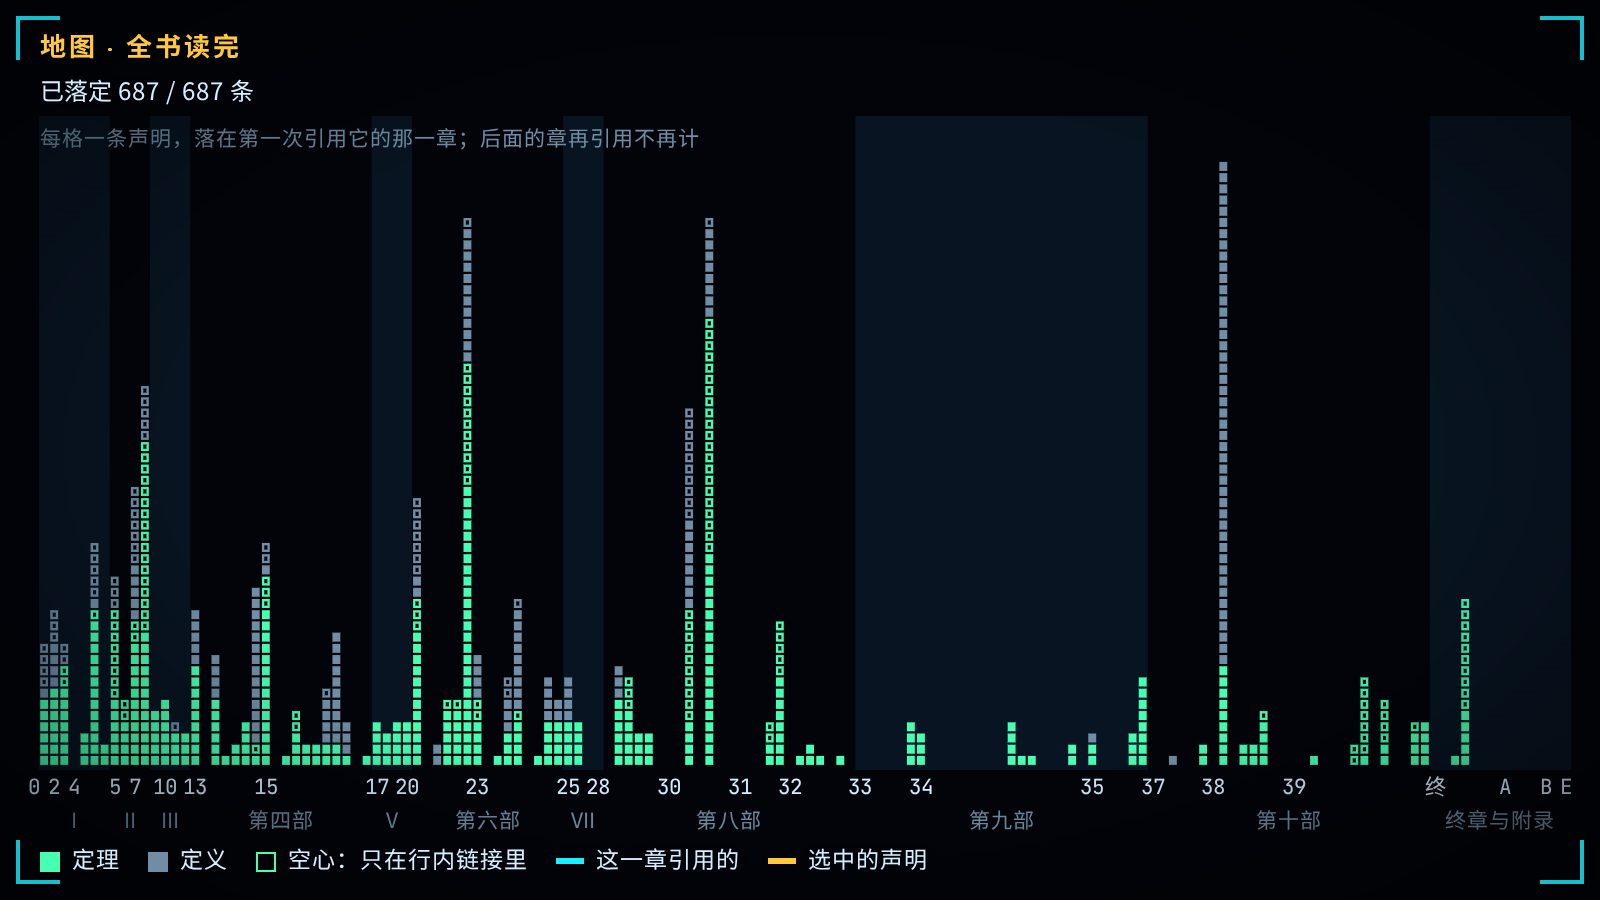 地图 · 全书读完
已落定 687 / 687 条
每格一条声明，落在第一次引用它的那一章；后面的章再引用不再计
0 2 4 5 7 10 13 15 17 20 23 25 28 30 31 32 33 34 35 37 38 39 终 A B E
I II III 第四部 V 第六部 VII 第八部 第九部 第十部 终章与附录
定理 定义 空心：只在行内链接里 这一章引用的 选中的声明